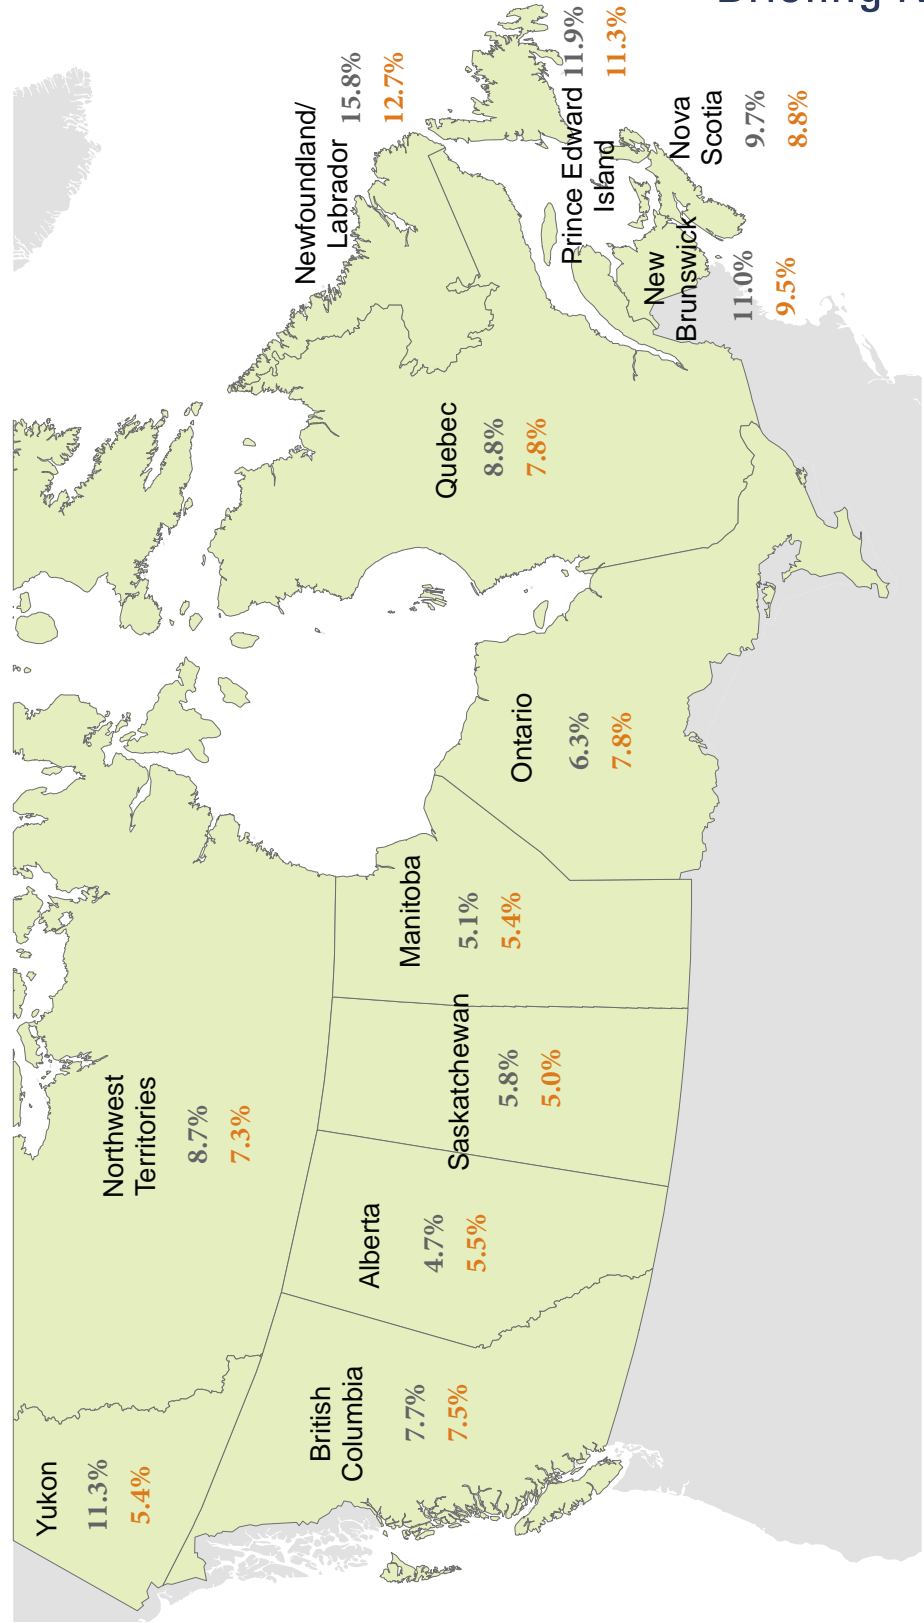 Briefing N
Yukon
11.3%
5.4%
Northwest
Territories
8.7%
7.3%
British
Columbia
7.7%
7.5%
Alberta
4.7%
5.5%
Saskatchewan
5.8%
5.0%
Manitoba
5.1%
5.4%
Ontario
6.3%
7.8%
Quebec
8.8%
7.8%
Newfoundland/
Labrador
15.8%
12.7%
Prince Edward
Island
11.9%
11.3%
New
Brunswick
11.0%
9.5%
Nova
Scotia
9.7%
8.8%